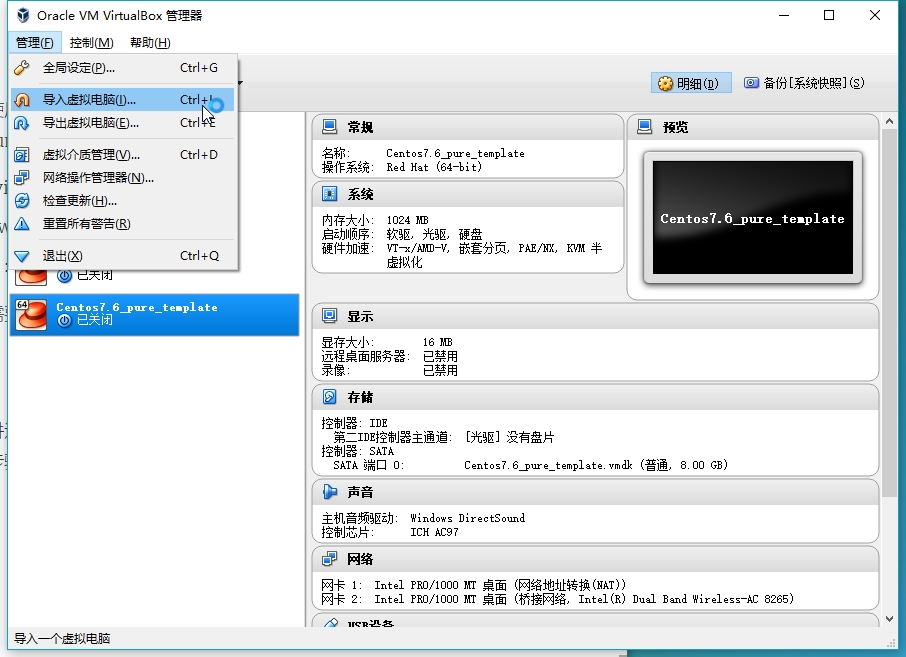 Oracle VM VirtualBox 管理器
管理(F) 控制(M) 帮助(H)
全局设定(P)... Ctrl+G
导入虚拟电脑(I)... Ctrl+I
导出虚拟电脑(E)... Ctrl+E
虚拟介质管理(V)... Ctrl+D
网络操作管理器(N)...
检查更新(H)...
重置所有警告(R)
退出(X) Ctrl+Q
明细(D) 备份[系统快照](S)
已关闭
64
Centos7.6_pure_template
已关闭
常规
名称: Centos7.6_pure_template
操作系统: Red Hat (64-bit)
系统
内存大小: 1024 MB
启动顺序: 软驱, 光驱, 硬盘
硬件加速: VT-x/AMD-V, 嵌套分页, PAE/NX, KVM 半
虚拟化
预览
Centos7.6_pure_template
显示
显存大小: 16 MB
远程桌面服务器: 已禁用
录像: 已禁用
存储
控制器: IDE
第二IDE控制器主通道: [光驱] 没有盘片
控制器: SATA
SATA 端口 0: Centos7.6_pure_template.vmdk (普通, 8.00 GB)
声音
主机音频驱动: Windows DirectSound
控制芯片: ICH AC97
网络
网卡 1: Intel PRO/1000 MT 桌面 (网络地址转换(NAT))
网卡 2: Intel PRO/1000 MT 桌面 (桥接网络, Intel(R) Dual Band Wireless-AC 8265)
USB设备
导入一个虚拟电脑